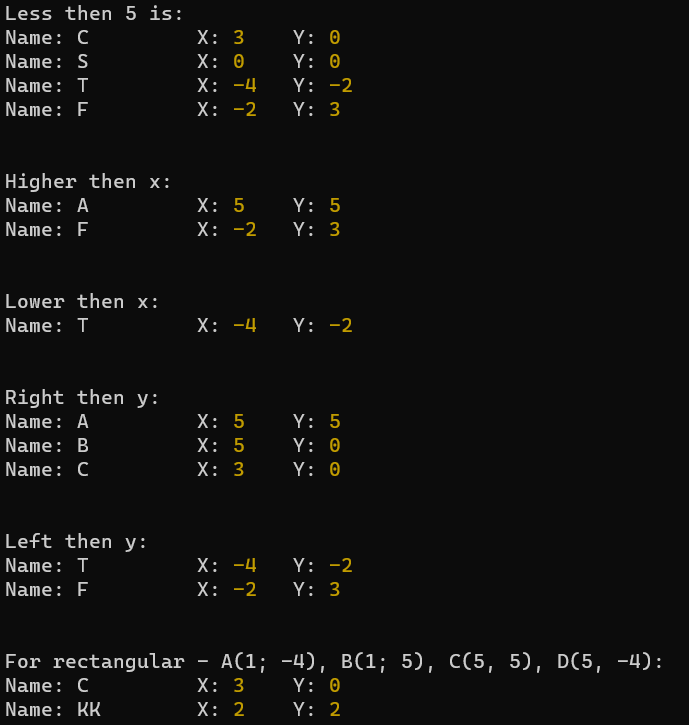 Less then 5 is:
Name: C X: 3 Y: 0
Name: S X: 0 Y: 0
Name: T X: -4 Y: -2
Name: F X: -2 Y: 3
Higher then x:
Name: A X: 5 Y: 5
Name: F X: -2 Y: 3
Lower then x:
Name: T X: -4 Y: -2
Right then y:
Name: A X: 5 Y: 5
Name: B X: 5 Y: 0
Name: C X: 3 Y: 0
Left then y:
Name: T X: -4 Y: -2
Name: F X: -2 Y: 3
For rectangular - A(1; -4), B(1; 5), C(5, 5), D(5, -4):
Name: C X: 3 Y: 0
Name: KK X: 2 Y: 2